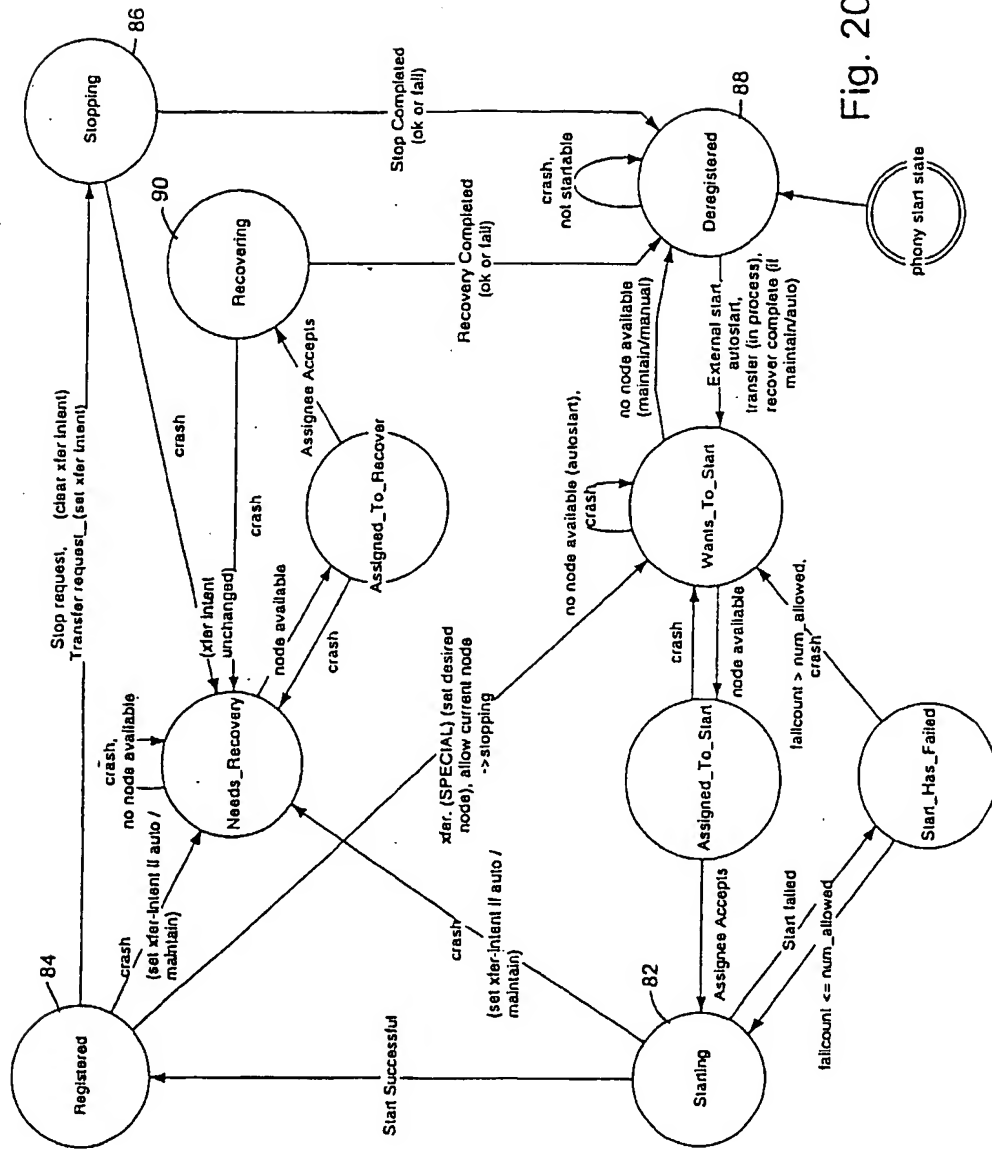 86
Stopping
Stop request, (clear xfer intent)
Transfer request (set xfer intent)
crash
Stop Completed
(ok or fail)
90
Recovering
(xfer intent
unchanged)
crash
Assignee Accepts
Assigned_To_Recover
node available
crash
Recovery Completed
(ok or fail)
crash,
not startable
Deregistered
88
Fig. 20
phony start state
84
Registered
crash
(set xfer-intent if auto /
maintain)
crash,
no node available
Needs_Recovery
xfer. (SPECIAL) (set desired
node), allow current node
->stopping
no node available (autostart),
crash
no node available
(maintain/manual)
External start,
autostart,
transfer (in process),
recover complete (if
maintain/auto)
Wants_To_Start
crash
node available
Assigned_To_Start
Assignee Accepts
Start Successful
crash
(set xfer-intent if auto /
maintain)
82
Starting
Start failed
failcount <= num_allowed
failcount > num_allowed,
crash
Start_Has_Failed